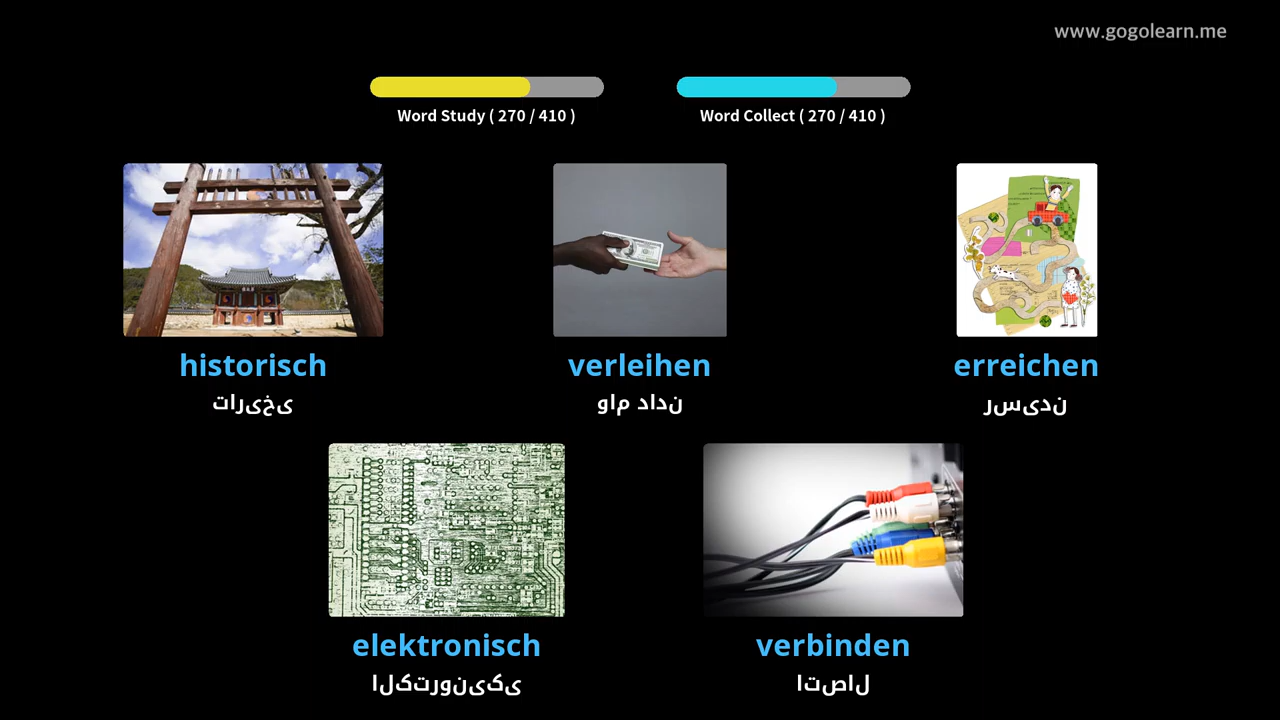 www.gogolearn.me
Word Study ( 270 / 410 )
Word Collect ( 270 / 410 )
historisch
تاریخی
verleihen
وام دادن
erreichen
رسیدن
elektronisch
الکترونیکی
verbinden
اتصال